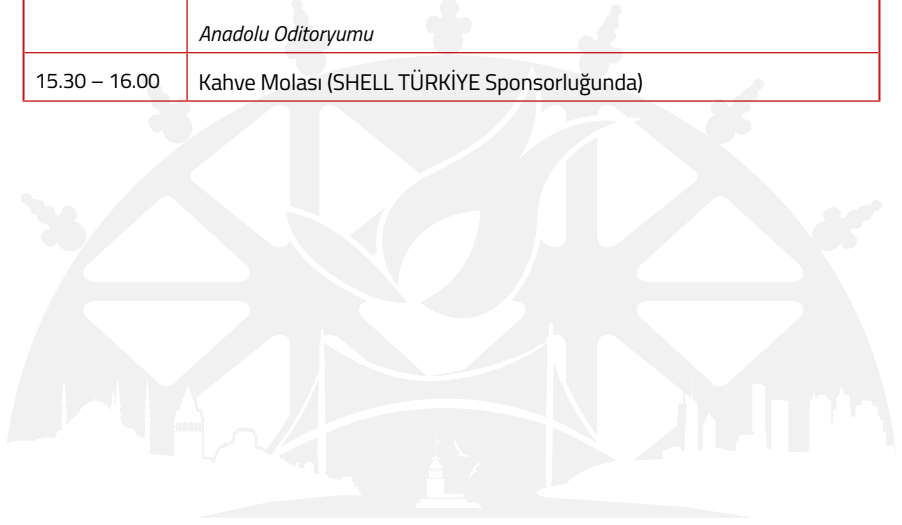 Anadolu Oditoryumu
15.30 – 16.00 Kahve Molası (SHELL TÜRKİYE Sponsorluğunda)